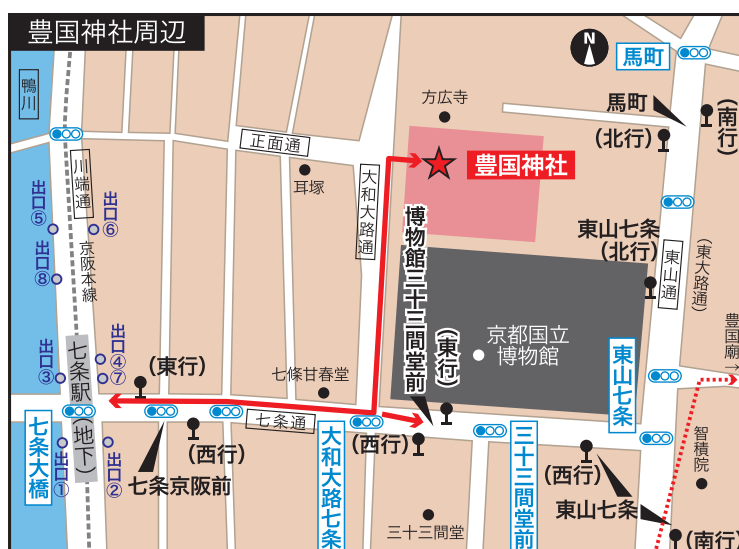 豊国神社周辺
N
馬町
鴨川
方広寺
馬町
(南行)
(北行)
正面通
豊国神社
川端通
出口⑤
出口⑥
耳塚
大和大路通
博物館三十三間堂前
東山七条
(北行)
出口⑧
京阪本線
東山通
(東大路通)
京都国立
博物館
豊国廟→
七条駅(地下)
出口③
出口④
⑦
(東行)
七條甘春堂
(東行)
東山七条
七条大橋
七条通
(西行)
(西行)
大和大路七条
三十三間堂前
智積院
出口①
出口②
七条京阪前
(西行)
東山七条
三十三間堂
(南行)